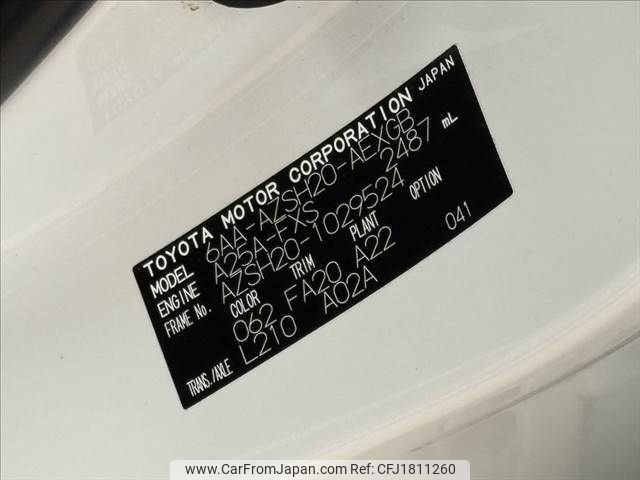 TOYOTA MOTOR CORPORATION JAPAN
MODEL 6AA-AZSH20-AEXGB
ENGINE A25A-FXS 2487 mL
FRAME No. AZSH20-1029524
COLOR TRIM PLANT OPTION
062 FA20 A22 041
TRANS./AXLE L210 A02A
www.CarFromJapan.com Ref:CFJ1811260